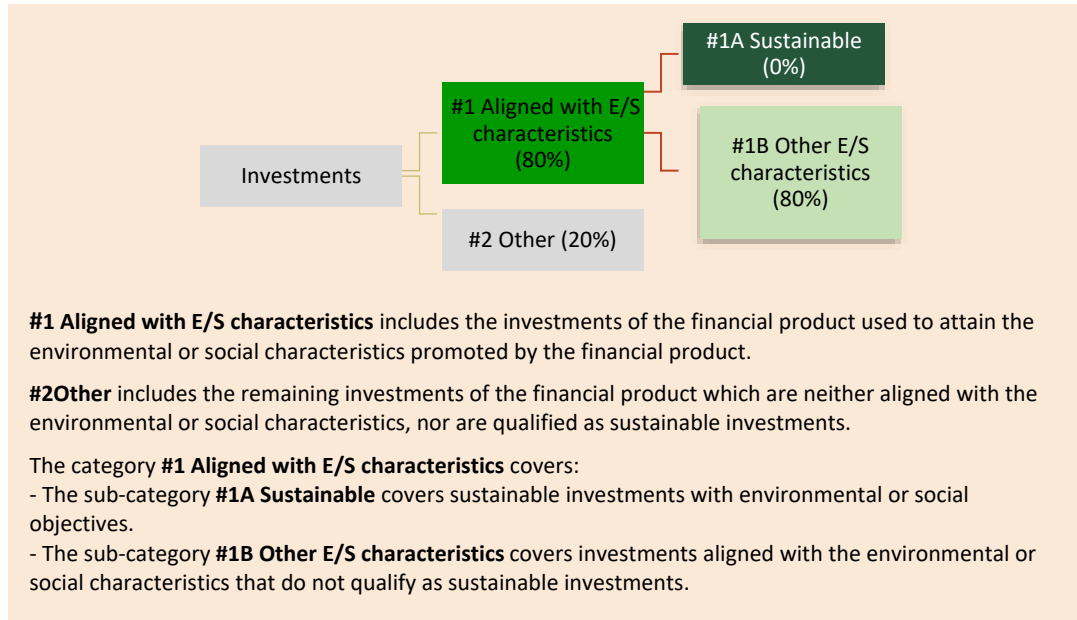 #1A Sustainable
(0%)
#1 Aligned with E/S
characteristics
(80%)
#1B Other E/S
characteristics
(80%)
Investments
#2 Other (20%)
#1 Aligned with E/S characteristics includes the investments of the financial product used to attain the
environmental or social characteristics promoted by the financial product.
#2Other includes the remaining investments of the financial product which are neither aligned with the
environmental or social characteristics, nor are qualified as sustainable investments.
The category #1 Aligned with E/S characteristics covers:
- The sub-category #1A Sustainable covers sustainable investments with environmental or social
objectives.
- The sub-category #1B Other E/S characteristics covers investments aligned with the environmental or
social characteristics that do not qualify as sustainable investments.